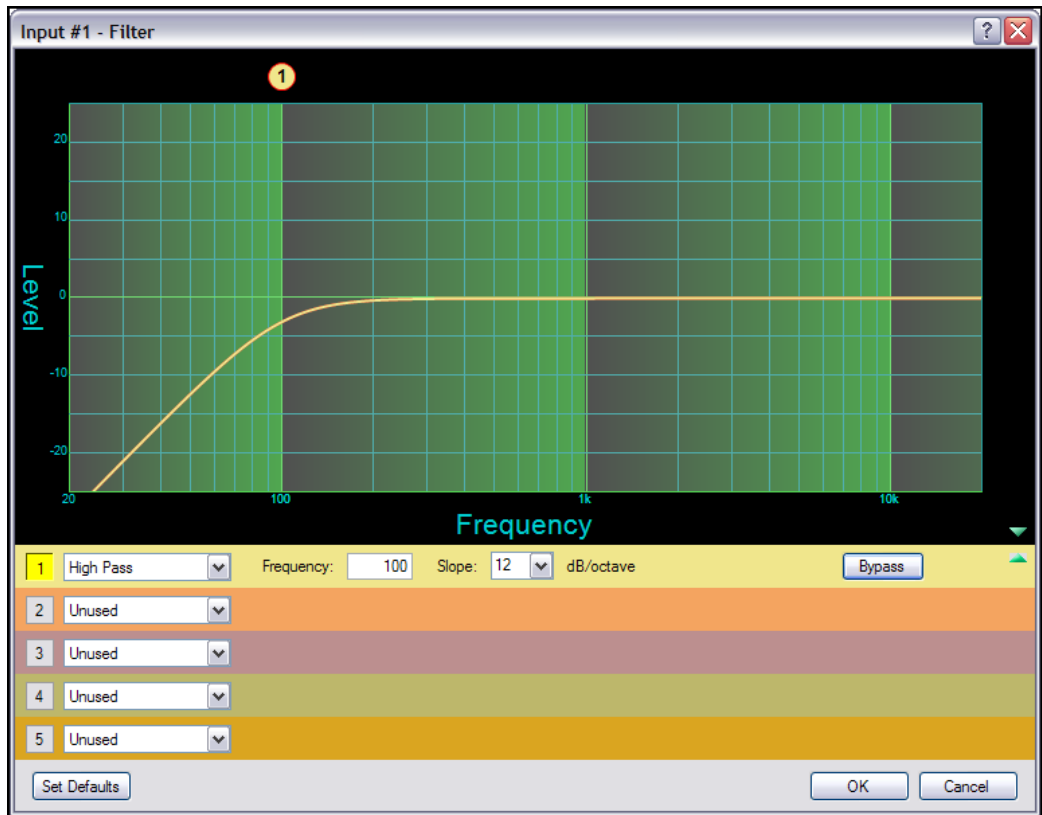 Input #1 - Filter
?
1
20
10
0
-10
-20
Level
20 100 1k 10k
Frequency
1 High Pass Frequency: 100 Slope: 12 dB/octave Bypass
2 Unused
3 Unused
4 Unused
5 Unused
Set Defaults OK Cancel